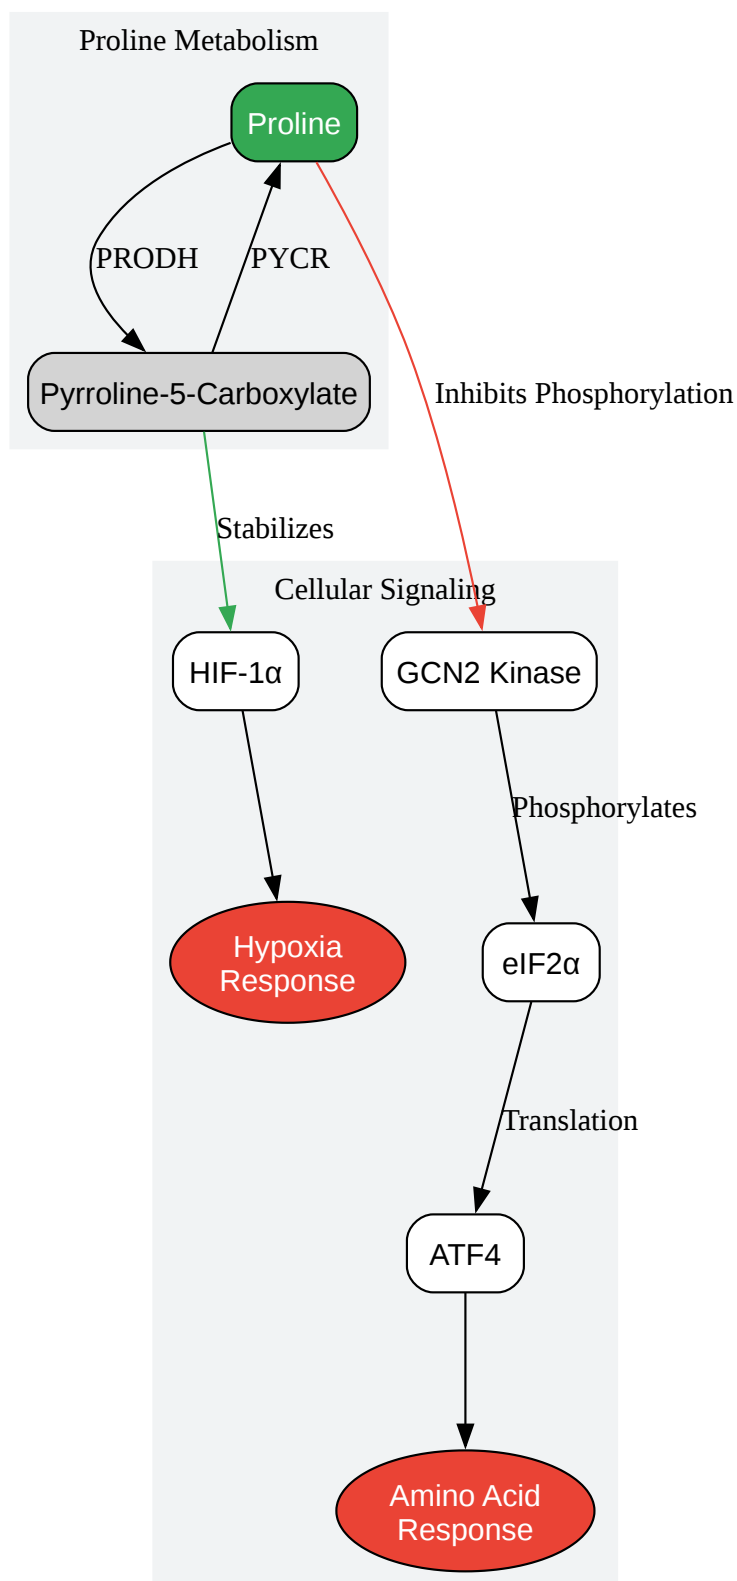 Proline Metabolism
Proline
PRODH
PYCR
Pyrroline-5-Carboxylate
Inhibits Phosphorylation
Stabilizes
Cellular Signaling
HIF-1α
GCN2 Kinase
Phosphorylates
Hypoxia
Response
eIF2α
Translation
ATF4
Amino Acid
Response